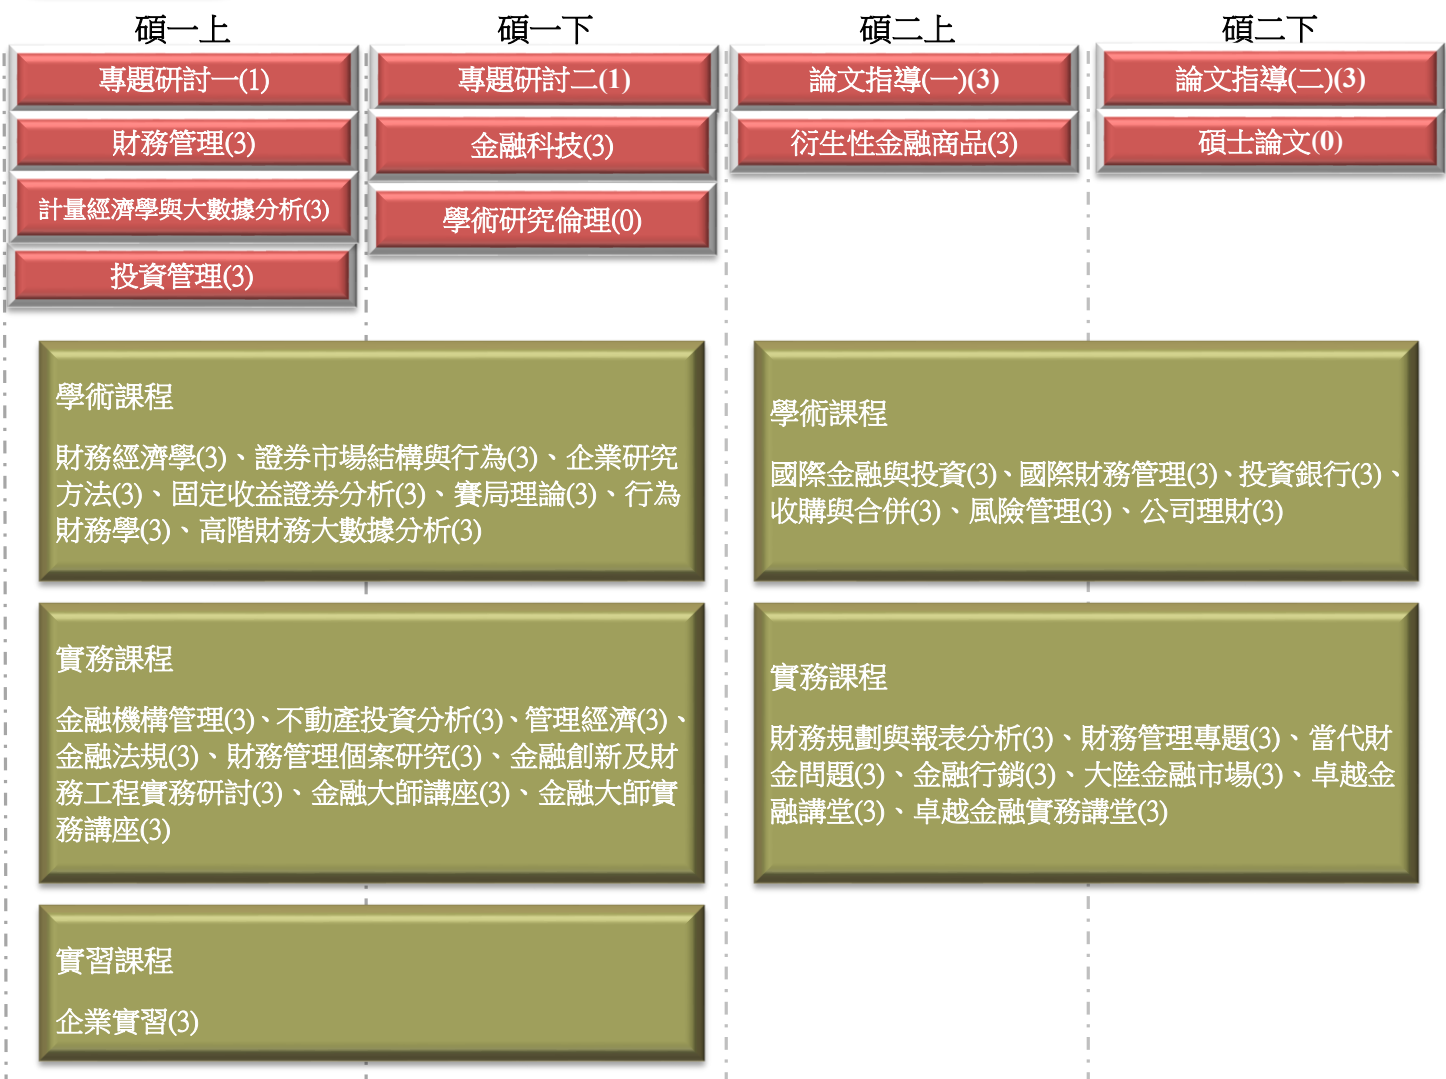 碩一上
碩一下
碩二上
碩二下
專題研討一(1)
專題研討二(1)
論文指導(一)(3)
論文指導(二)(3)
財務管理(3)
金融科技(3)
衍生性金融商品(3)
碩士論文(0)
計量經濟學與大數據分析(3)
學術研究倫理(0)
投資管理(3)
學術課程
財務經濟學(3)、證券市場結構與行為(3)、企業研究
方法(3)、固定收益證券分析(3)、賽局理論(3)、行為
財務學(3)、高階財務大數據分析(3)
學術課程
國際金融與投資(3)、國際財務管理(3)、投資銀行(3)、
收購與合併(3)、風險管理(3)、公司理財(3)
實務課程
金融機構管理(3)、不動產投資分析(3)、管理經濟(3)、
金融法規(3)、財務管理個案研究(3)、金融創新及財
務工程實務研討(3)、金融大師講座(3)、金融大師實
務講座(3)
實務課程
財務規劃與報表分析(3)、財務管理專題(3)、當代財
金問題(3)、金融行銷(3)、大陸金融市場(3)、卓越金
融講堂(3)、卓越金融實務講堂(3)
實習課程
企業實習(3)